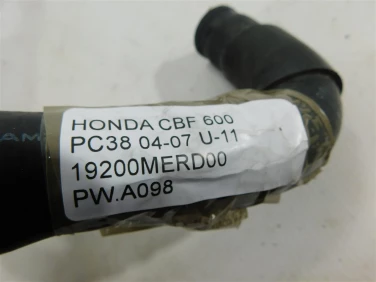 HONDA CBF 600
PC38 04-07 U-11
19200MERD00
PW.A098